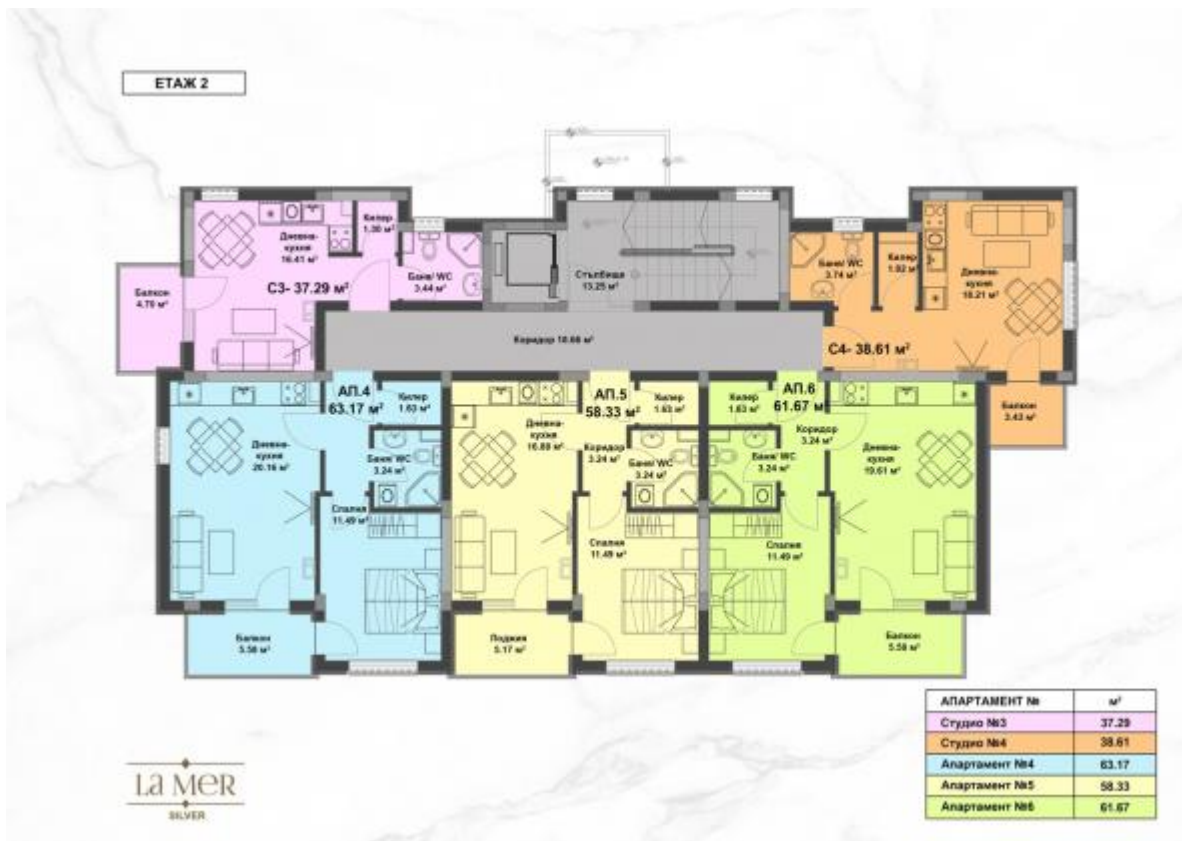 ЕТАЖ 2
Килер
1.30 м²
Дневна-
кухня
16.41 м²
С3- 37.29 м²
Балкон
4.70 м²
Баня/ WC
3.44 м²
Стълбище
13.25 м²
Баня/ WC
3.74 м²
Килер
1.82 м²
Дневна-
кухня
18.21 м²
С4- 38.61 м²
Балкон
3.43 м²
Коридор 18.66 м²
АП.4
63.17 м²
Килер
1.63 м²
Дневна-
кухня
20.16 м²
Баня/ WC
3.24 м²
Спалня
11.49 м²
Балкон
5.58 м²
АП.5
58.33 м²
Килер
1.63 м²
Дневна-
кухня
16.89 м²
Коридор
3.24 м²
Баня/ WC
3.24 м²
Спалня
11.49 м²
Лоджия
5.17 м²
АП.6
61.67 м²
Килер
1.63 м²
Коридор
3.24 м²
Баня/ WC
3.24 м²
Дневна-
кухня
19.61 м²
Спалня
11.49 м²
Балкон
5.58 м²
АПАРТАМЕНТ № м²
Студио №3 37.29
Студио №4 38.61
Апартамент №4 63.17
Апартамент №5 58.33
Апартамент №6 61.67
La MeR
SILVER